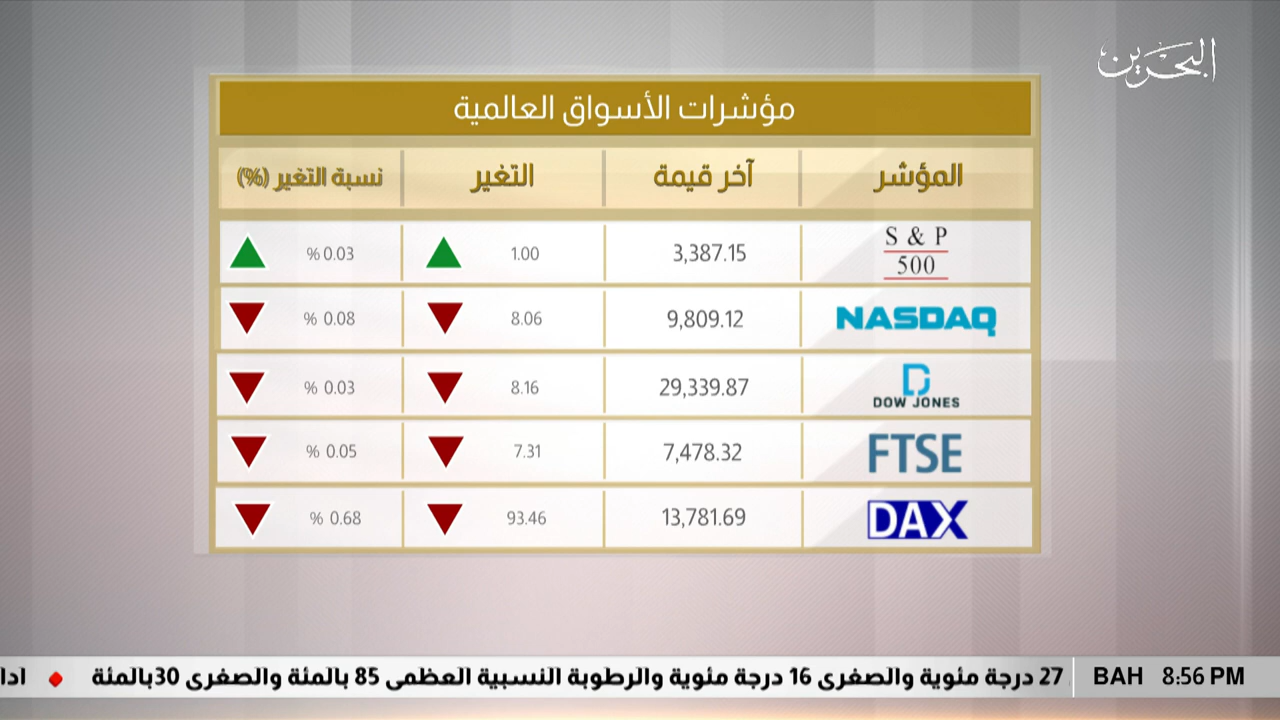 البحرين
مؤشرات الأسواق العالمية
المؤشر آخر قيمة التغير نسبة التغير (%)
S & P 500 3,387.15 1.00 % 0.03
NASDAQ 9,809.12 8.06 % 0.08
DOW JONES 29,339.87 8.16 % 0.03
FTSE 7,478.32 7.31 % 0.05
DAX 13,781.69 93.46 % 0.68
27 درجة مئوية والصغرى 16 درجة مئوية والرطوبة النسبية العظمى 85 بالمئة والصغرى 30بالمئة
BAH 8:56 PM